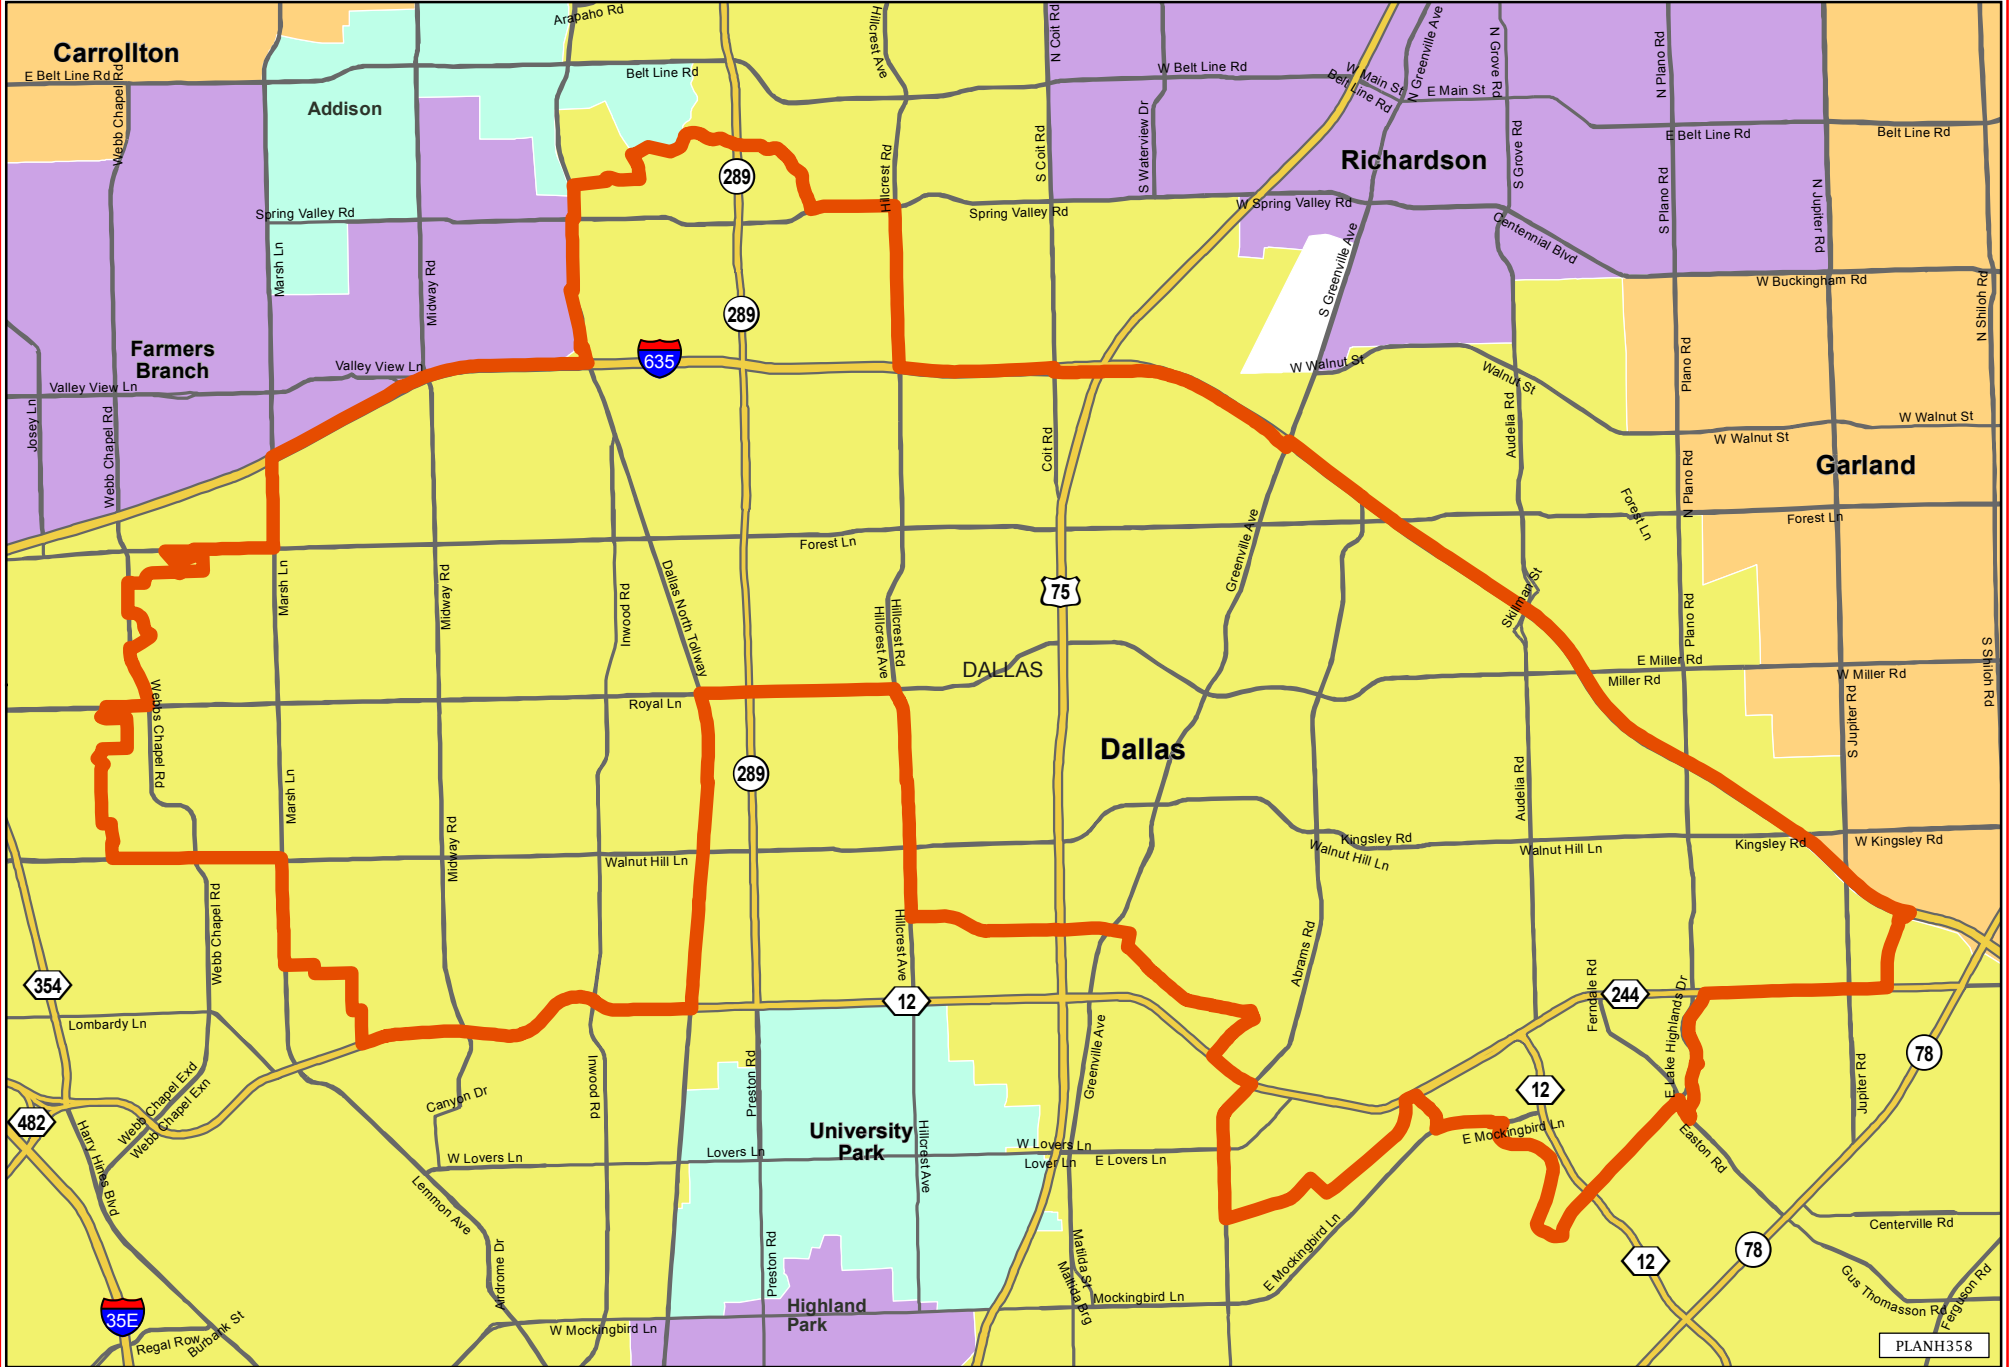 Arapaho Rd
Hillcrest Ave
N Coit Rd
N Greenville Ave
N Grove Rd
N Plano Rd
Carrollton
E Belt Line Rd
Belt Line Rd
W Belt Line Rd
W Main St
Belt Line Rd
E Main St
E Belt Line Rd
Belt Line Rd
Webb Chapel Rd
Addison
S Coit Rd
S Waterview Dr
S Grove Rd
Richardson
289
Hillcrest Rd
S Plano Rd
N Jupiter Rd
Spring Valley Rd
Spring Valley Rd
W Spring Valley Rd
Centennial Blvd
Marsh Ln
Midway Rd
S Greenville Ave
W Buckingham Rd
N Shiloh Rd
289
Farmers
Branch
635
Valley View Ln
Valley View Ln
W Walnut St
Walnut St
Plano Rd
Josey Ln
Webb Chapel Rd
Coit Rd
Audelia Rd
W Walnut St
W Walnut St
Garland
N Plano Rd
Forest Ln
Forest Ln
Forest Ln
Greenville Ave
Marsh Ln
Midway Rd
Inwood Rd
Dallas North Tollway
Hillcrest Rd
Hillcrest Ave
75
Skillman St
Plano Rd
DALLAS
E Miller Rd
Miller Rd
W Miller Rd
S Shiloh Rd
Webbs Chapel Rd
Royal Ln
S Jupiter Rd
Dallas
289
Marsh Ln
Audelia Rd
Midway Rd
Walnut Hill Ln
Kingsley Rd
Walnut Hill Ln
Walnut Hill Ln
Kingsley Rd
W Kingsley Rd
Webb Chapel Rd
Hillcrest Ave
Abrams Rd
354
12
Ferndale Rd
244
E Lake Highlands Dr
Lombardy Ln
Greenville Ave
78
Webb Chapel Exd
Webb Chapel Exn
Canyon Dr
Inwood Rd
Preston Rd
12
Jupiter Rd
482
Harry Hines Blvd
University
Park
Hillcrest Ave
E Mockingbird Ln
Easton Rd
W Lovers Ln
Lovers Ln
W Lovers Ln
Lover Ln
E Lovers Ln
Lemmon Ave
Airdrome Dr
Preston Rd
Matilda St
Matilda Brg
E Mockingbird Ln
Centerville Rd
78
12
Gus Thomasson Rd
Ferguson Rd
Mockingbird Ln
Highland
Park
35E
W Mockingbird Ln
Regal Row
Burbank St
PLANH358